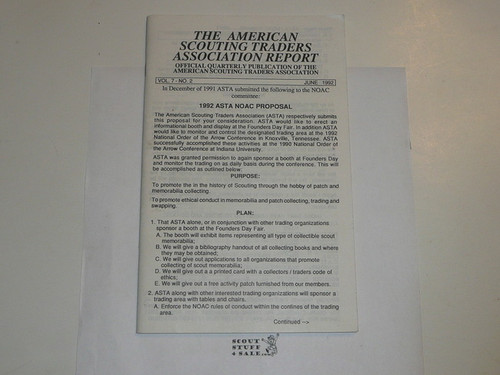 THE AMERICAN
SCOUTING TRADERS
ASSOCIATION REPORT
OFFICIAL QUARTERLY PUBLICATION OF THE
AMERICAN SCOUTING TRADERS ASSOCIATION
VOL. 7 - NO. 2 JUNE 1992
In December of 1991 ASTA submitted the following to the NOAC
committee:
1992 ASTA NOAC PROPOSAL
The American Scouting Traders Association (ASTA) respectively submits
this proposal for your consideration. ASTA would like to erect an
informational booth and display at the Founders Day Fair. In addition ASTA
would like to monitor and control the designated trading area at the 1992
National Order of the Arrow Conference in Knoxville, Tennessee. ASTA
successfully accomplished these activities at the 1990 National Order of
the Arrow Conference at Indiana University.
ASTA was granted permission to again sponsor a booth at Founders Day
and monitor the trading on as daily basis during the conference. This will
be accomplished as outlined below:
PURPOSE:
To promote the in the history of Scouting through the hobby of patch and
memorabilia collecting.
To promote ethical conduct in memorabilia and patch collecting, trading and
swapping.
PLAN:
1. That ASTA alone, or in conjunction with other trading organizations
sponsor a booth at the Founders Day Fair.
A. The booth will exhibit items representing all type of collectible scout
memorabilia;
B. We will give a bibliography handout of all collecting books and where
they may be obtained;
C. We will give out applications to all organizations that promote
collecting of scout memorabilia;
D. We will give out a a printed card with a collectors / traders code of
ethics;
E. We will give out a free activity patch furnished from our members.
2. ASTA along with other interested trading organizations will sponsor a
trading area with tables and chairs.
A. Enforce the NOAC rules of conduct within the confines of the trading
area.
Continued -->
SCOUT
STUFF
4 SALE